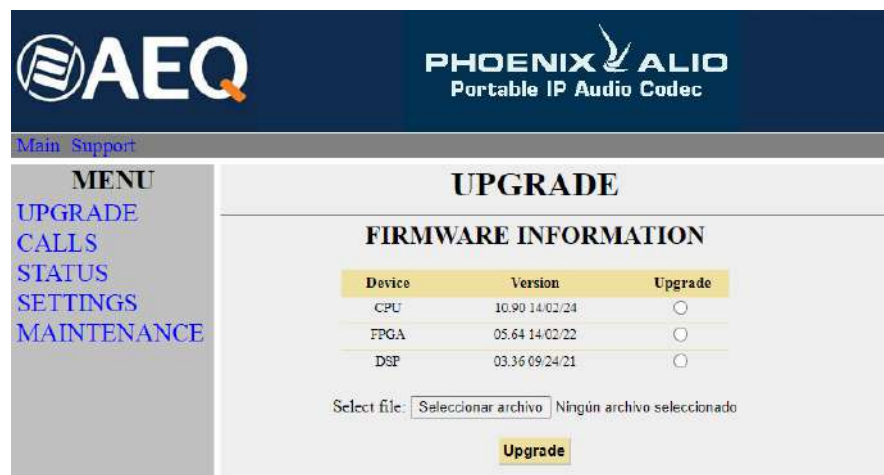 AEQ
PHOENIX ALIO
Portable IP Audio Codec
Main Support
MENU
UPGRADE
CALLS
STATUS
SETTINGS
MAINTENANCE
UPGRADE
FIRMWARE INFORMATION
Device Version Upgrade
CPU 10.90 14/02/24
FPGA 05.64 14/02/22
DSP 03.36 09/24/21
Select file: Seleccionar archivo Ningún archivo seleccionado
Upgrade